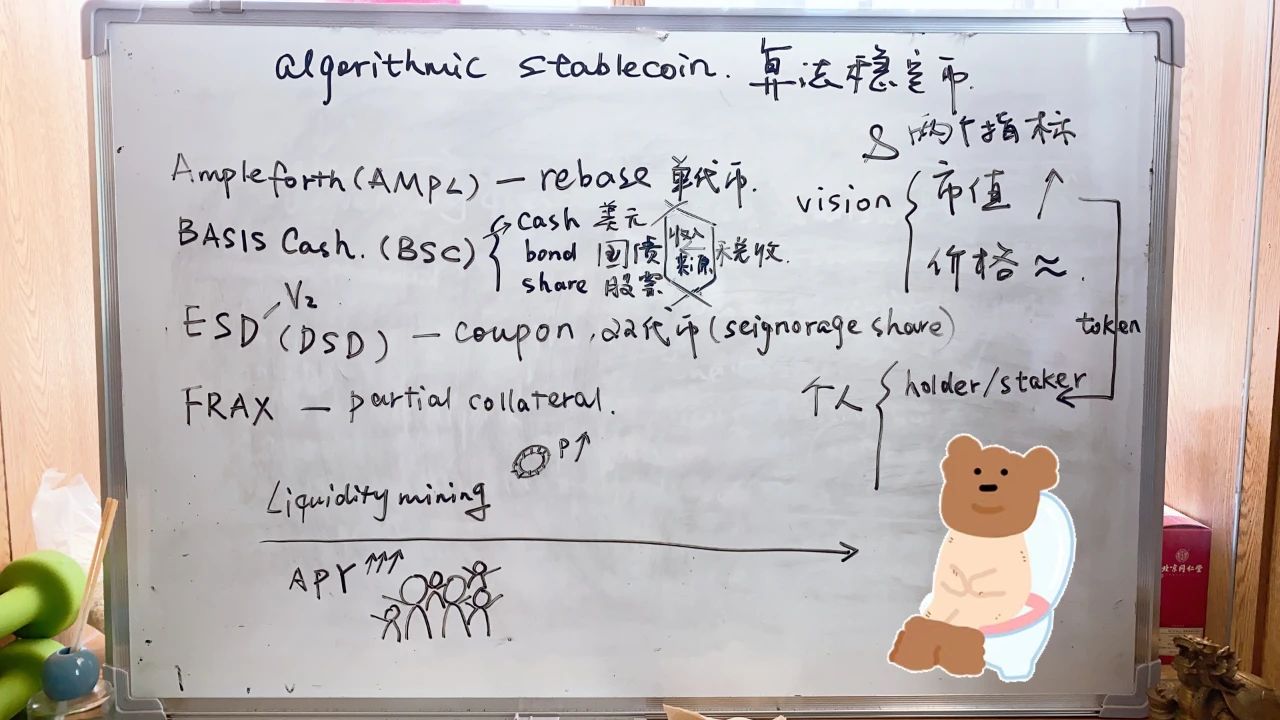 algorithmic stablecoin. 算法稳定币.
S 两个指标
Ampleforth (AMPL) — rebase 单代币.
vision { 市值 ↑
价格 ≈.
BASIS Cash. (BSC) { cash 美元
bond 国债
share 股票
收入
来源
税收.
V2
ESD (DSD) — coupon, 双代币 (seignorage share)
token
FRAX — partial collateral.
个人 { holder/staker
P↑
Liquidity mining
APY ↑↑↑
北京同仁堂